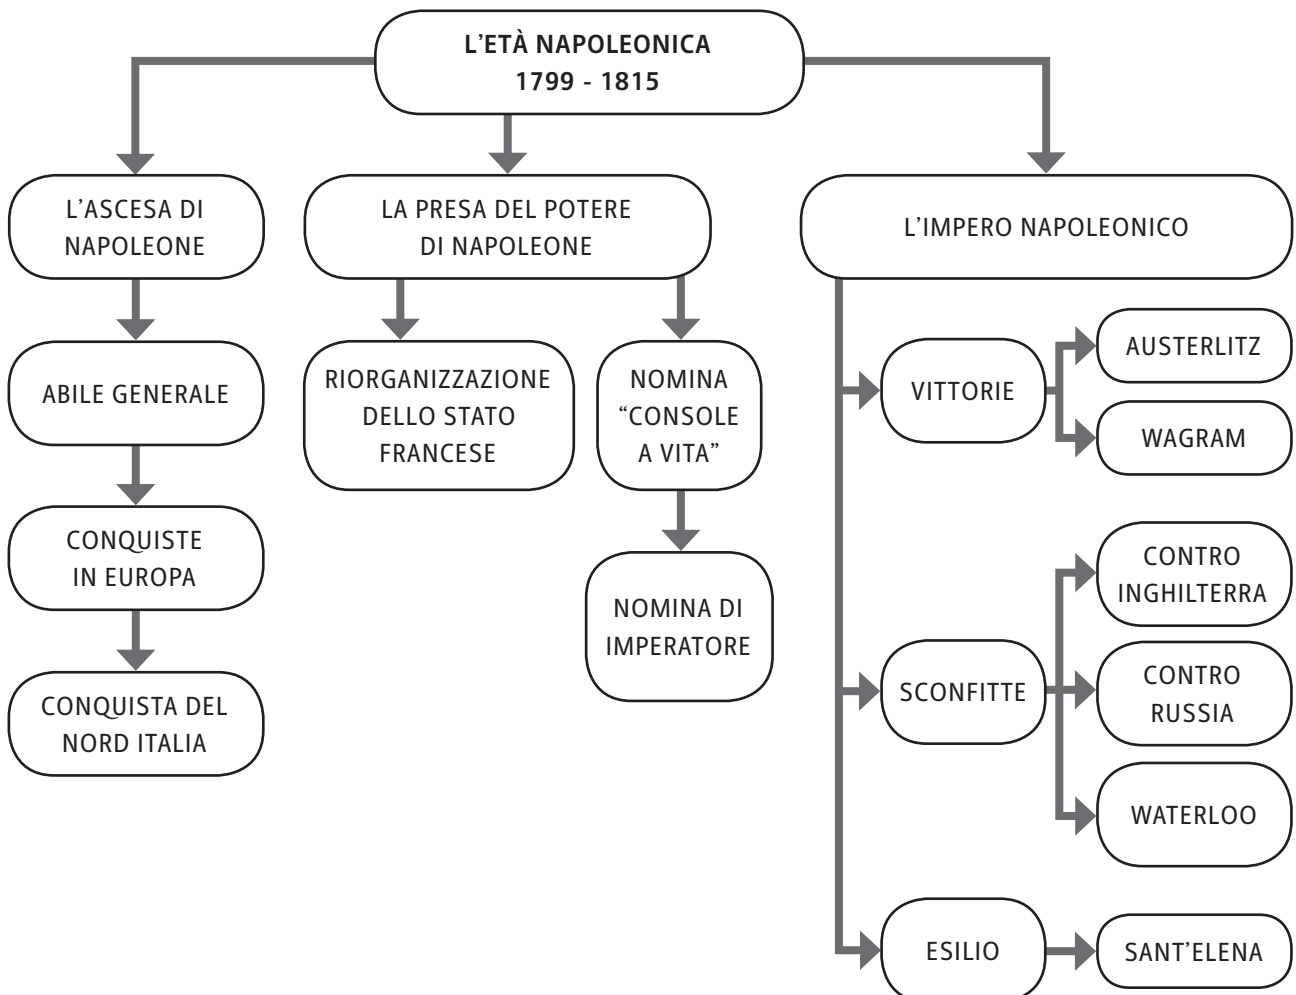 L'ETÀ NAPOLEONICA
1799 - 1815
L'ASCESA DI
NAPOLEONE
ABILE GENERALE
CONQUISTE
IN EUROPA
CONQUISTA DEL
NORD ITALIA
LA PRESA DEL POTERE
DI NAPOLEONE
RIORGANIZZAZIONE
DELLO STATO
FRANCESE
NOMINA
“CONSOLE
A VITA”
NOMINA DI
IMPERATORE
L'IMPERO NAPOLEONICO
VITTORIE
AUSTERLITZ
WAGRAM
SCONFITTE
CONTRO
INGHILTERRA
CONTRO
RUSSIA
WATERLOO
ESILIO
SANT'ELENA